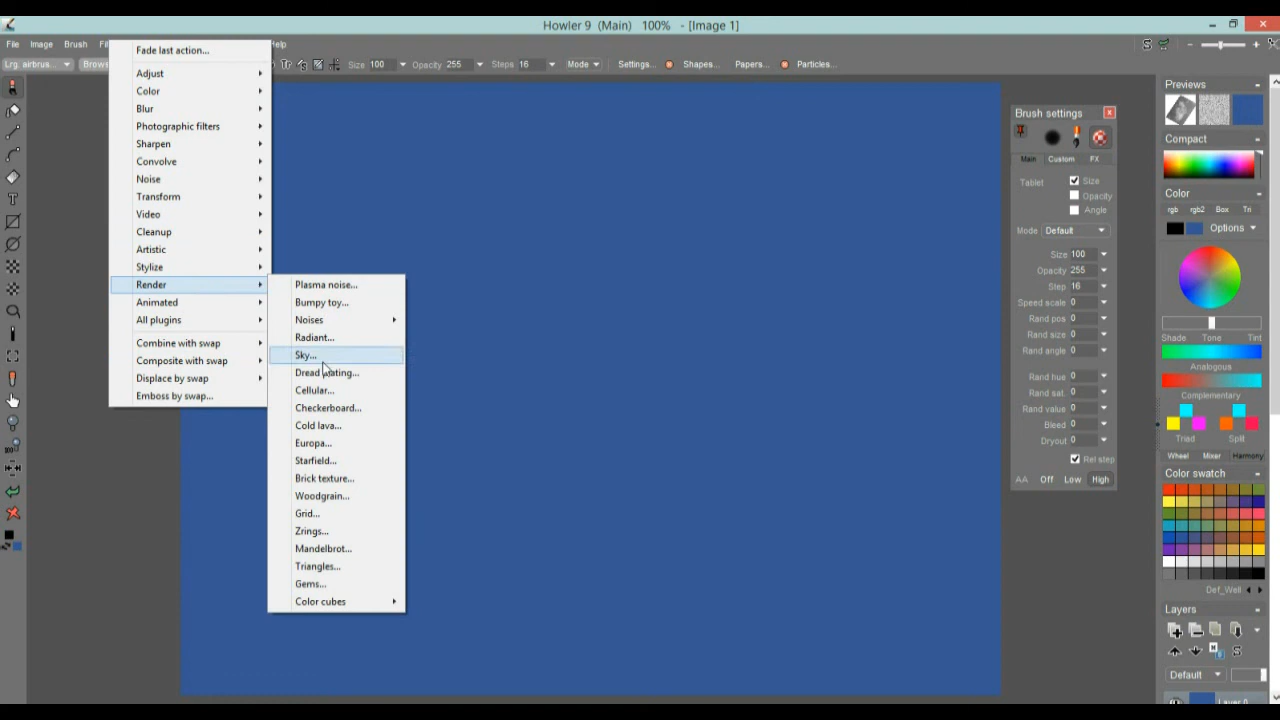 Howler 9 (Main) 100% - [Image 1]
File Image Brush
Lrg. airbrus... Size 100 Opacity 255 Steps 16 Mode Settings... Shapes... Papers... Particles...
Fade last action...
Adjust
Color
Blur
Photographic filters
Sharpen
Convolve
Noise
Transform
Video
Cleanup
Artistic
Stylize
Render
Animated
All plugins
Combine with swap
Composite with swap
Displace by swap
Emboss by swap...
Plasma noise...
Bumpy toy...
Noises
Radiant...
Sky...
Dread
Cellular...
Checkerboard...
Cold lava...
Europa...
Starfield...
Brick texture...
Woodgrain...
Grid...
Zrings...
Mandelbrot...
Triangles...
Gems...
Color cubes
100
Brush settings
Main Custom FX
Tablet Size
Opacity
Angle
Mode Default
Size 100
Opacity 255
Step 16
Speed scale 0
Rand pos 0
Rand size 0
Rand angle 0
Rand hue 0
Rand sat. 0
Rand value 0
Bleed 0
Dryout 0
Rel step
AA Off Low High
Previews
Compact
Color
rgb rgb2 Box Tri
Options
Shade Tone Tint
Analogous
Complementary
Triad Split
Wheel Mixer Harmony
Color swatch
Def_Well
Layers
Default
Layer 0